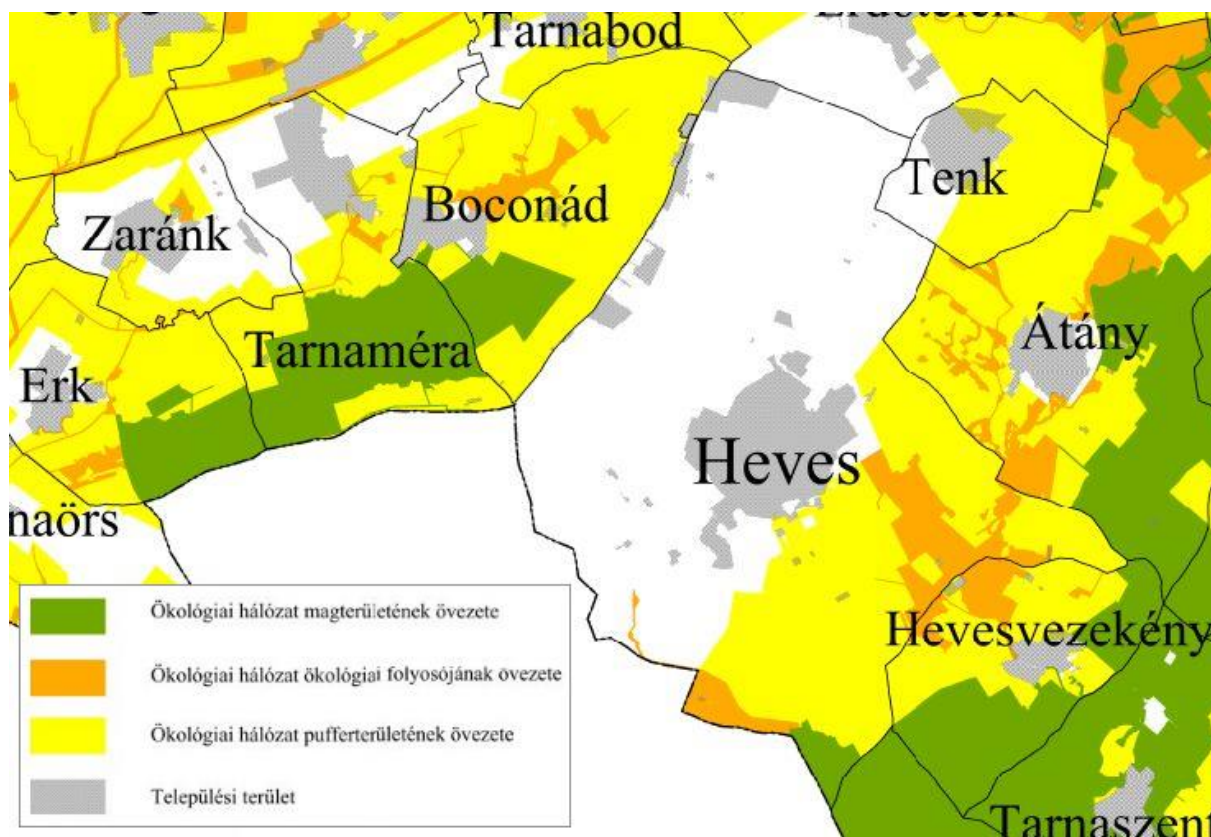 Tarnabod
Erdőtelek
Tenk
Boconád
Zaránk
Átány
Tarnaméra
Erk
Heves
naörs
Hevesvezekény
Tarnaszent
Ökológiai hálózat magterületének övezete
Ökológiai hálózat ökológiai folyosójának övezete
Ökológiai hálózat pufferterületének övezete
Települési terület